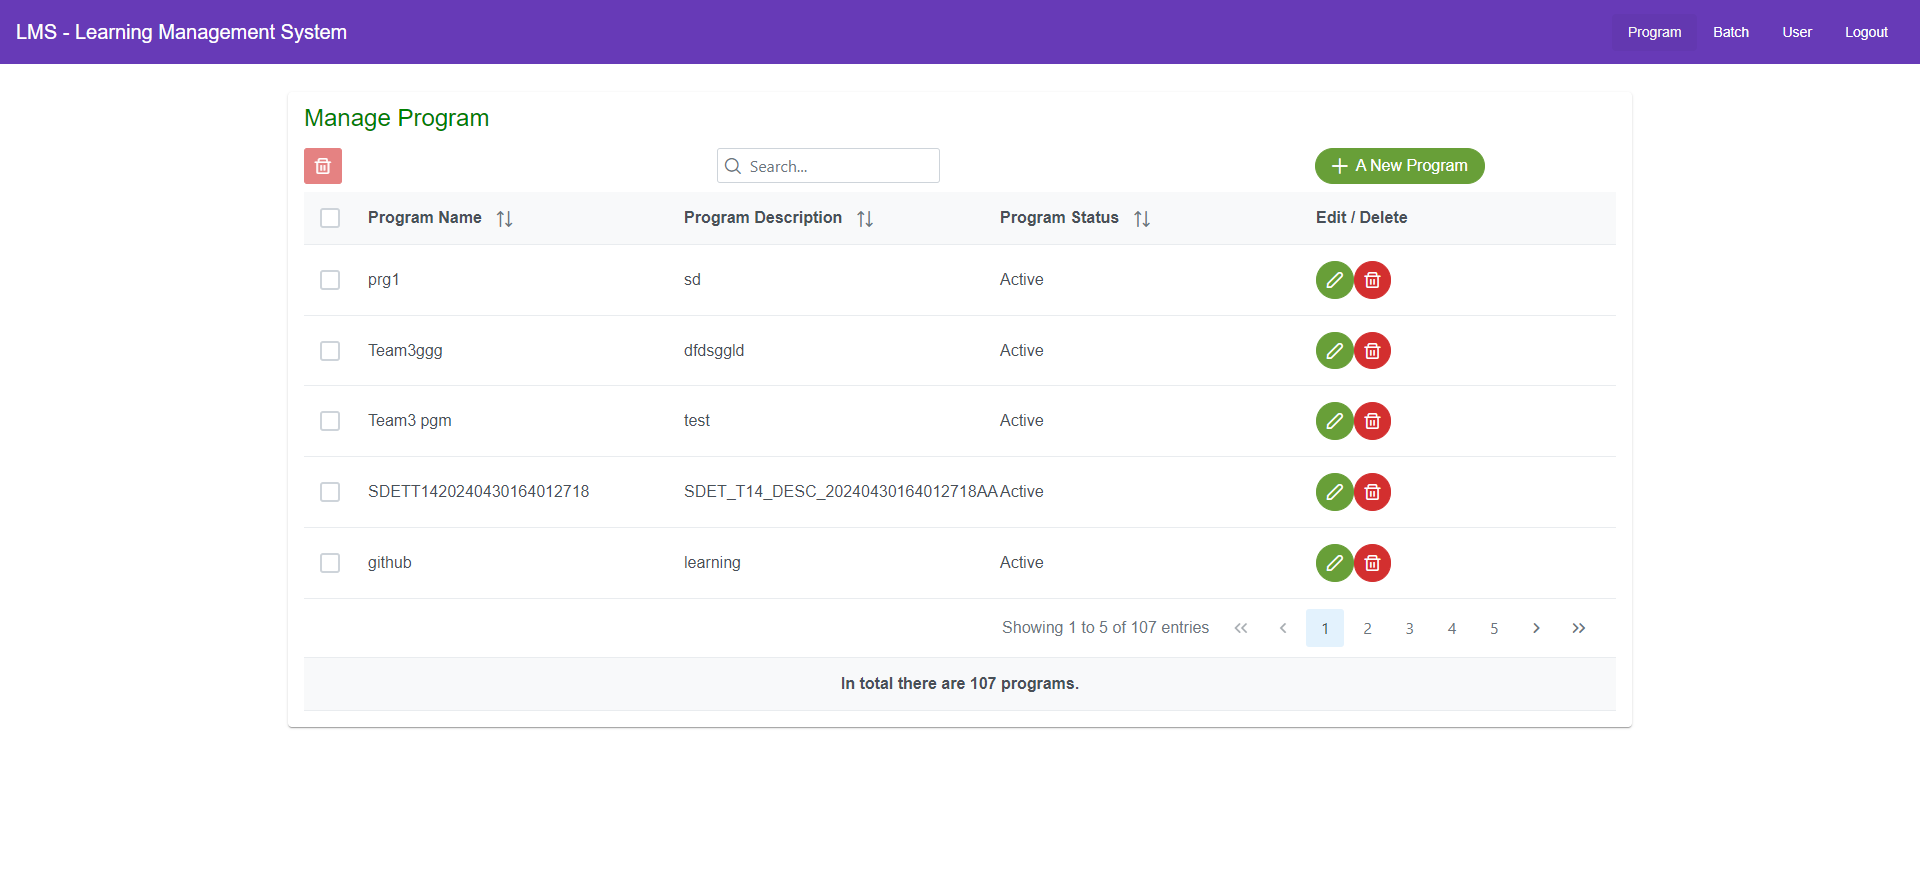 LMS - Learning Management System
Program Batch User Logout
Manage Program
Search...
A New Program
Program Name Program Description Program Status Edit / Delete
prg1 sd Active
Team3ggg dfdsggld Active
Team3 pgm test Active
SDETT1420240430164012718 SDET_T14_DESC_20240430164012718AA Active
github learning Active
Showing 1 to 5 of 107 entries « ‹ 1 2 3 4 5 › »
In total there are 107 programs.